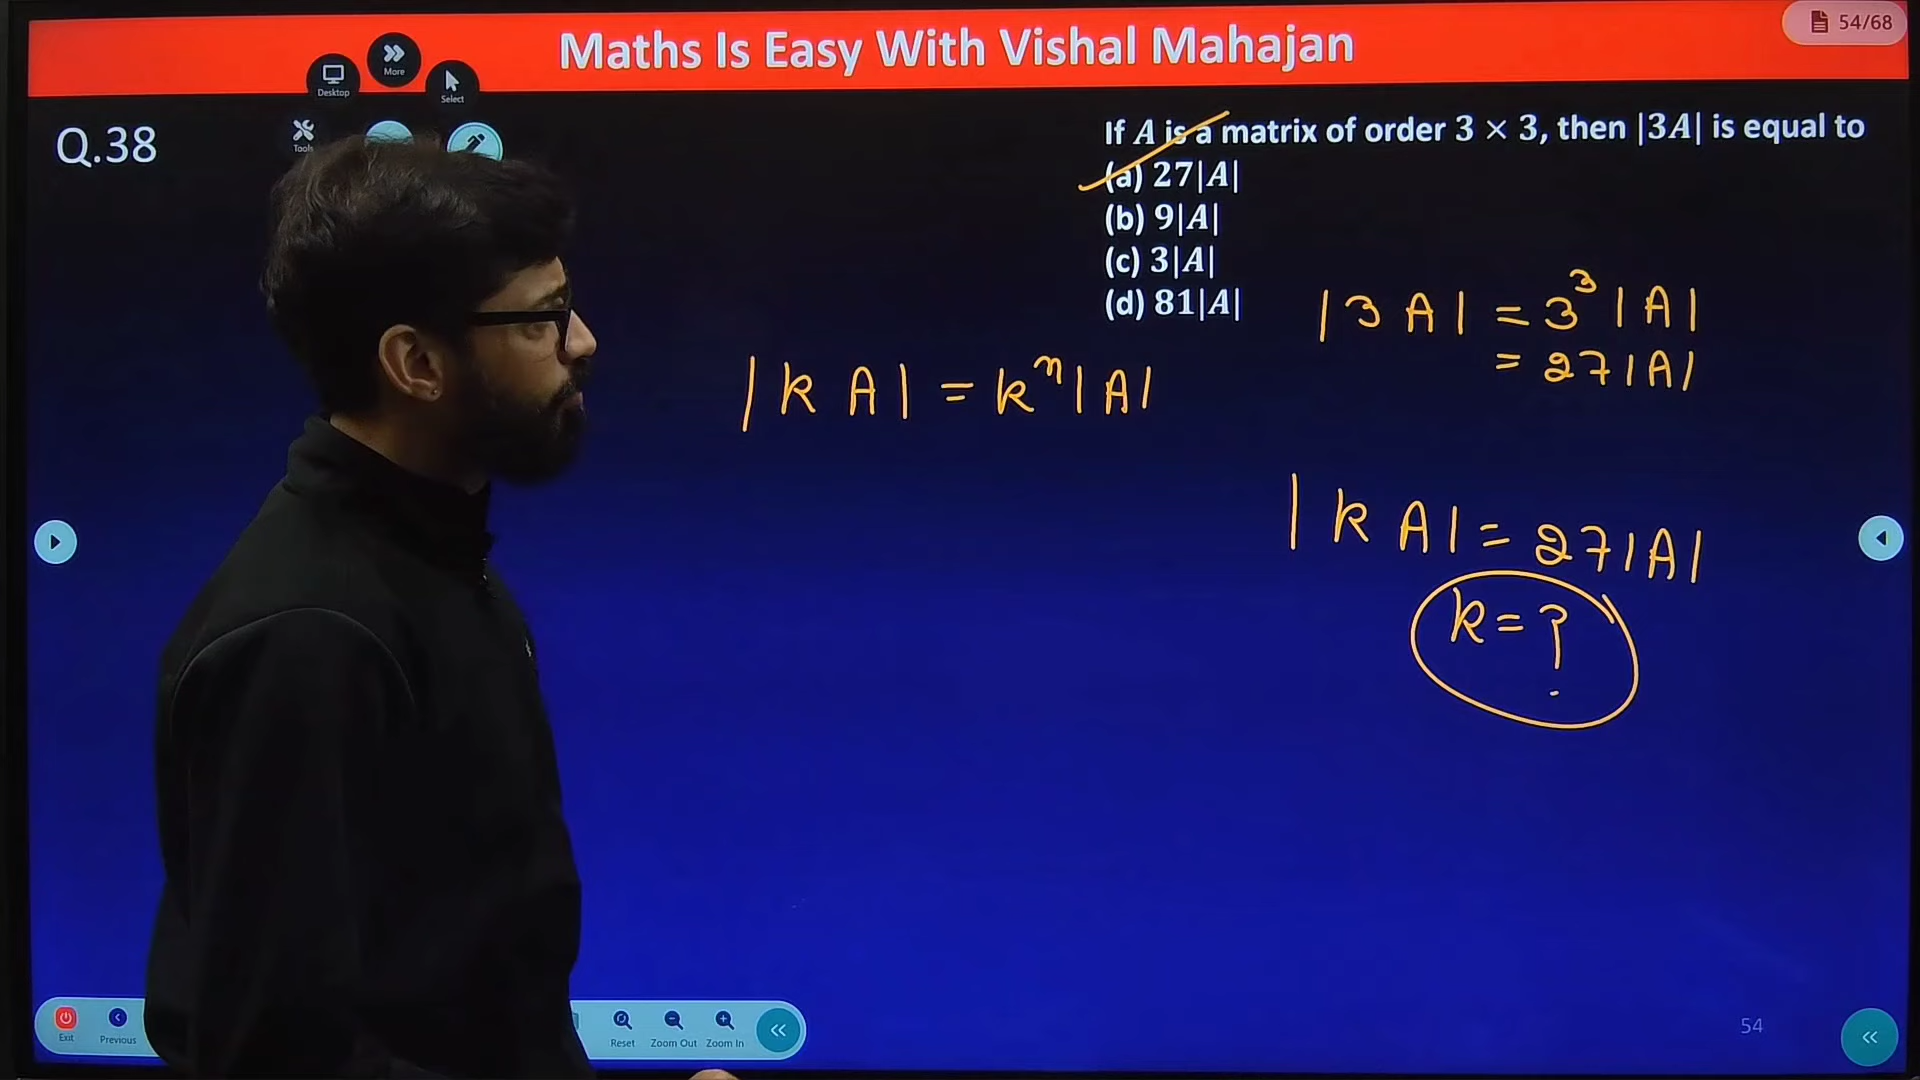 54/68
Maths Is Easy With Vishal Mahajan
More
Desktop
Select
Tools
Q.38
If A is a matrix of order 3 × 3, then |3A| is equal to
(a) 27|A|
(b) 9|A|
(c) 3|A|
(d) 81|A|
|3A| = 3³|A|
= 27|A|
|kA| = kⁿ|A|
|kA| = 27|A|
k = ?
Exit
Previous
Reset
Zoom Out
Zoom In
54